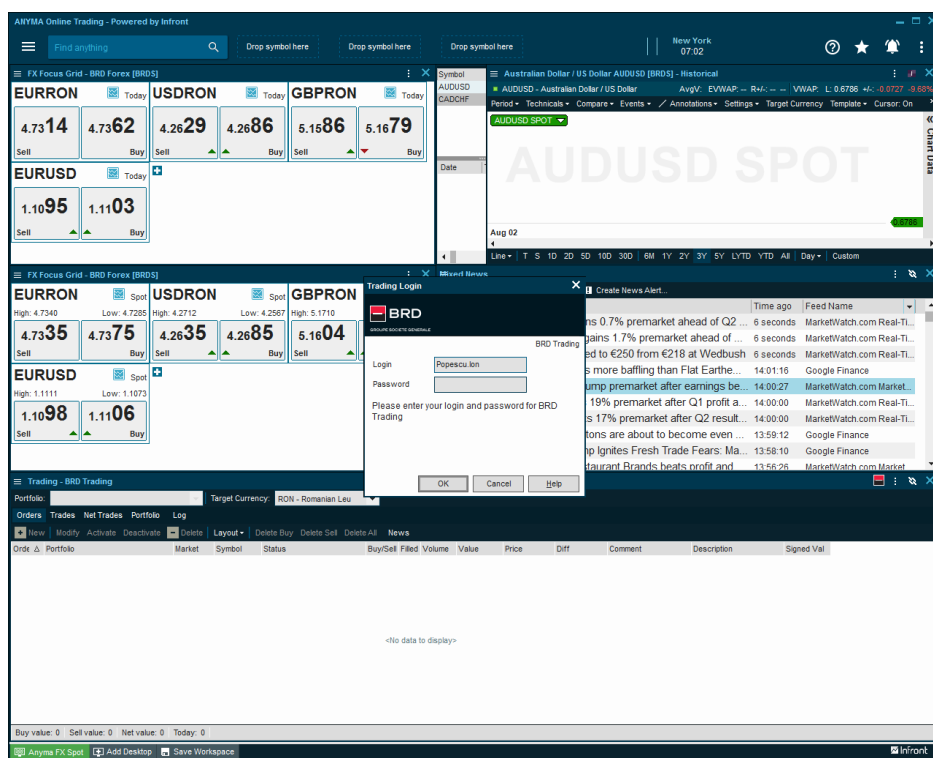 ANYMA Online Trading - Powered by Infront
Find anything
Drop symbol here
Drop symbol here
Drop symbol here
New York
07:02
FX Focus Grid - BRD Forex [BRDS]
EURRON Today
4.7314 4.7362
Sell Buy
USDRON Today
4.2629 4.2686
Sell Buy
GBPRON Today
5.1586 5.1679
Sell Buy
EURUSD Today
1.1095 1.1103
Sell Buy
Symbol
AUDUSD
CADCHF
Date
Australian Dollar / US Dollar AUDUSD [BRDS] - Historical
AUDUSD - Australian Dollar / US Dollar AvgV: EVWAP: -- R+/-: -- -- VWAP: L: 0.6786 +/-: -0.0727 -9.68%
Period Technicals Compare Events Annotations Settings Target Currency Template Cursor: On
AUDUSD SPOT
AUDUSD SPOT
Chart Data
0.6786
Aug 02
Line T S 1D 2D 5D 10D 30D 6M 1Y 2Y 3Y 5Y LYTD YTD All Day Custom
FX Focus Grid - BRD Forex [BRDS]
EURRON Spot
High: 4.7340 Low: 4.7285
4.7335 4.7375
Sell Buy
USDRON Spot
High: 4.2712 Low: 4.2567
4.2635 4.2685
Sell Buy
GBPRON
High: 5.1710
5.1604
Sell
EURUSD Spot
High: 1.1111 Low: 1.1073
1.1098 1.1106
Sell Buy
Mixed News
Create News Alert...
Time ago Feed Name
ns 0.7% premarket ahead of Q2 ... 6 seconds MarketWatch.com Real-Ti...
gains 1.7% premarket ahead of ... 6 seconds MarketWatch.com Real-Ti...
ed to €250 from €218 at Wedbush 6 seconds MarketWatch.com Real-Ti...
s more baffling than Flat Earthe... 14:01:16 Google Finance
ump premarket after earnings be... 14:00:27 MarketWatch.com Market...
19% premarket after Q1 profit a... 14:00:00 MarketWatch.com Real-Ti...
s 17% premarket after Q2 result... 14:00:00 MarketWatch.com Real-Ti...
tons are about to become even ... 13:59:12 Google Finance
np Ignites Fresh Trade Fears: Ma... 13:58:10 Google Finance
staurant Brands beats profit and 13:56:26 MarketWatch.com Market
Trading Login
BRD
GROUPE SOCIETE GENERALE
BRD Trading
Login Popescu.Ion
Password
Please enter your login and password for BRD
Trading
OK Cancel Help
Trading - BRD Trading
Portfolio: Target Currency: RON - Romanian Leu
Orders Trades Net Trades Portfolio Log
New Modify Activate Deactivate Delete Layout Delete Buy Delete Sell Delete All News
Orde Portfolio Market Symbol Status Buy/Sell Filled Volume Value Price Diff Comment Description Signed Val
<No data to display>
Buy value: 0 Sell value: 0 Net value: 0 Today: 0
Anyma FX Spot Add Desktop Save Workspace
Infront